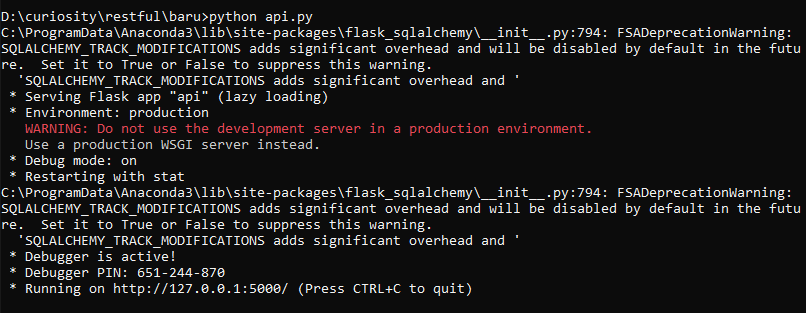 D:\curiosity\restful\baru>python api.py
C:\ProgramData\Anaconda3\lib\site-packages\flask_sqlalchemy\__init__.py:794: FSADeprecationWarning:
SQLALCHEMY_TRACK_MODIFICATIONS adds significant overhead and will be disabled by default in the futu
re.  Set it to True or False to suppress this warning.
  'SQLALCHEMY_TRACK_MODIFICATIONS adds significant overhead and '
 * Serving Flask app "api" (lazy loading)
 * Environment: production
   WARNING: Do not use the development server in a production environment.
   Use a production WSGI server instead.
 * Debug mode: on
 * Restarting with stat
C:\ProgramData\Anaconda3\lib\site-packages\flask_sqlalchemy\__init__.py:794: FSADeprecationWarning:
SQLALCHEMY_TRACK_MODIFICATIONS adds significant overhead and will be disabled by default in the futu
re.  Set it to True or False to suppress this warning.
  'SQLALCHEMY_TRACK_MODIFICATIONS adds significant overhead and '
 * Debugger is active!
 * Debugger PIN: 651-244-870
 * Running on http://127.0.0.1:5000/ (Press CTRL+C to quit)